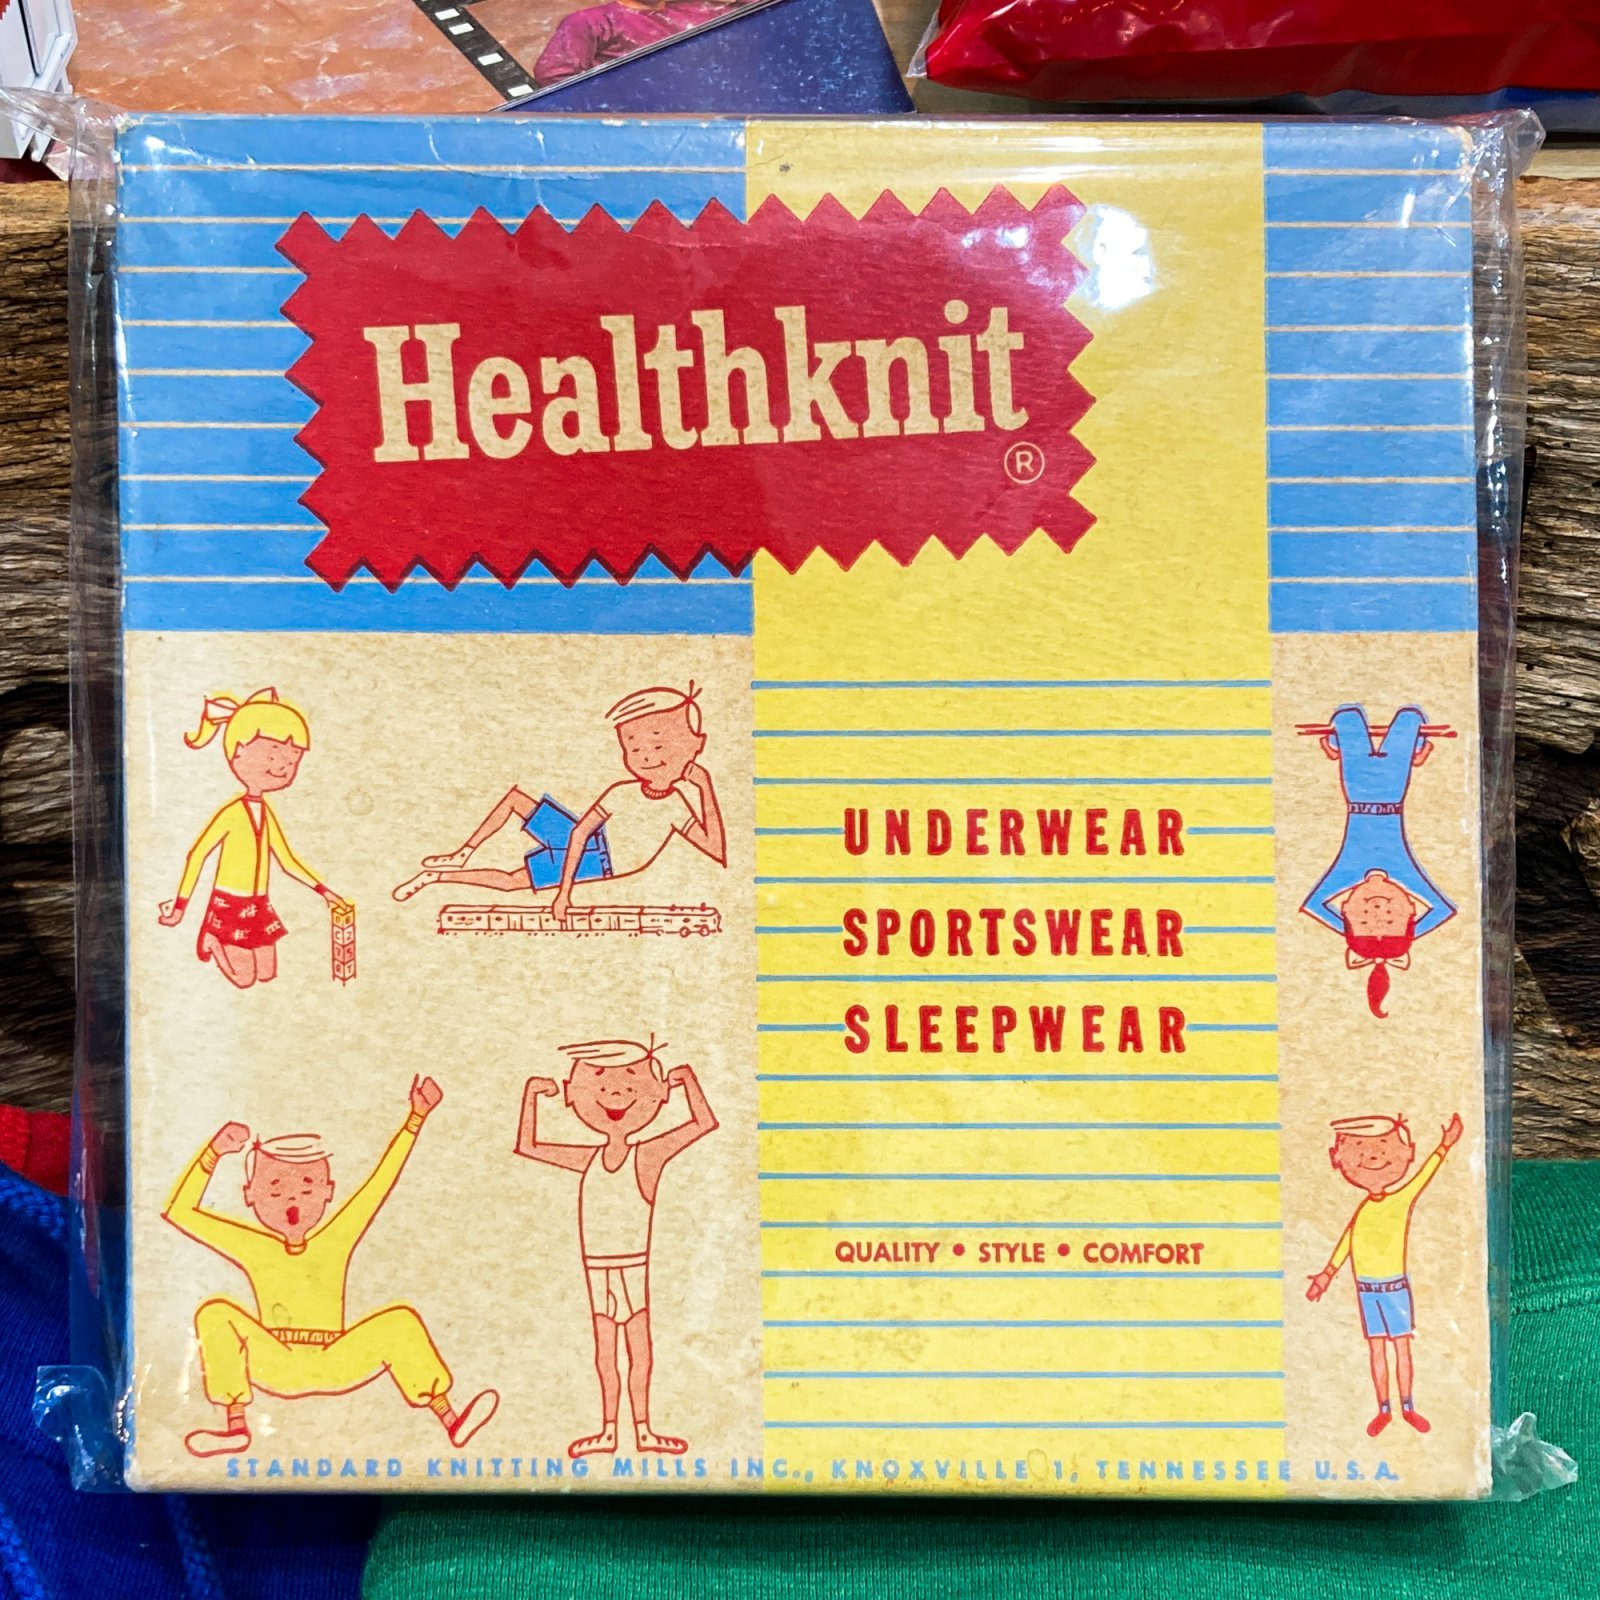 Healthknit
®
UNDERWEAR
SPORTSWEAR
SLEEPWEAR
QUALITY • STYLE • COMFORT
STANDARD KNITTING MILLS INC., KNOXVILLE 1, TENNESSEE U.S.A.